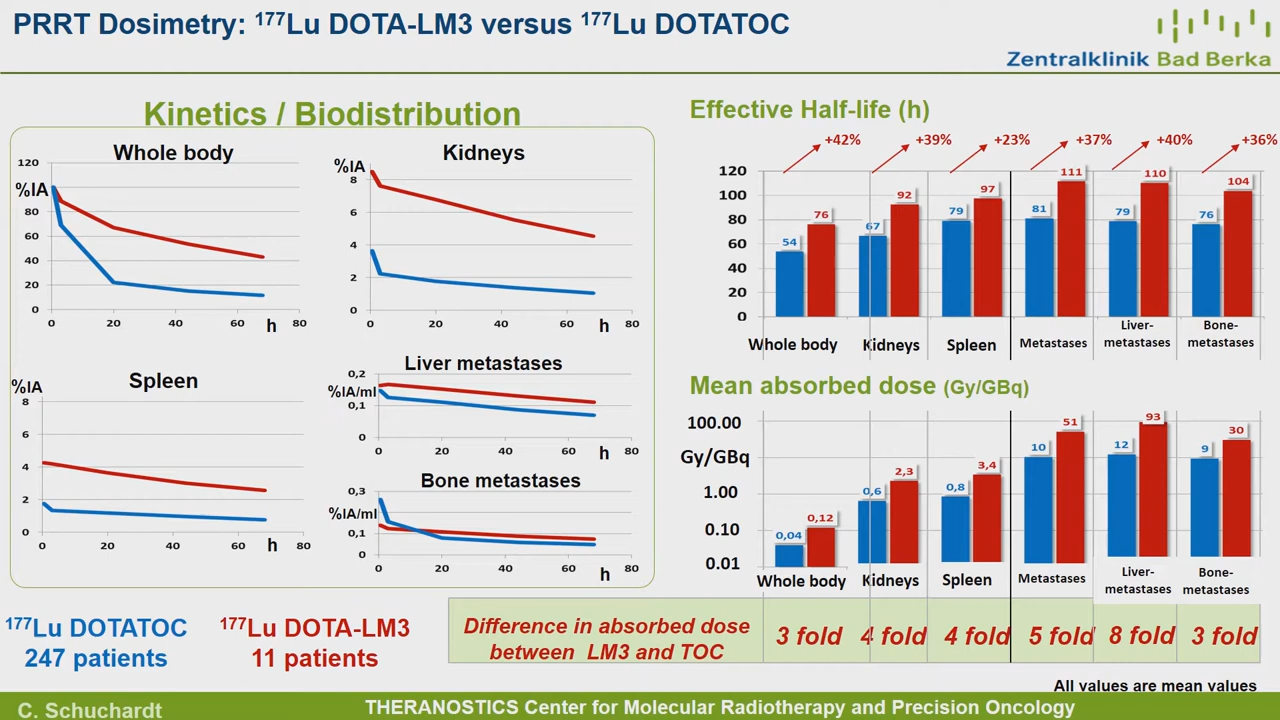 PRRT Dosimetry: ¹⁷⁷Lu DOTA-LM3 versus ¹⁷⁷Lu DOTATOC
Zentralklinik Bad Berka
Kinetics / Biodistribution
Whole body
%IA
120
80
60
40
20
0
0 20 40 60 80
h
Kidneys
%IA
8
6
4
2
0
0 20 40 60 80
h
Spleen
%IA
8
6
4
2
0
0 20 40 60 80
h
Liver metastases
%IA/ml
0,2
0,1
0
0 20 40 60 80
h
Bone metastases
%IA/ml
0,3
0,1
0
0 20 40 60 80
h
Effective Half-life (h)
+42% +39% +23% +37% +40% +36%
120
100
80
60
40
20
0
54 76 67 92 79 97 81 111 79 110 76 104
Whole body Kidneys Spleen Metastases Liver-metastases Bone-metastases
Mean absorbed dose (Gy/GBq)
100.00
Gy/GBq
1.00
0.10
0.01
0,04 0,12 0,6 2,3 0,8 3,4 10 51 12 93 9 30
Whole body Kidneys Spleen Metastases Liver-metastases Bone-metastases
¹⁷⁷Lu DOTATOC
247 patients
¹⁷⁷Lu DOTA-LM3
11 patients
Difference in absorbed dose
between LM3 and TOC
3 fold 4 fold 4 fold 5 fold 8 fold 3 fold
All values are mean values
C. Schuchardt
THERANOSTICS Center for Molecular Radiotherapy and Precision Oncology